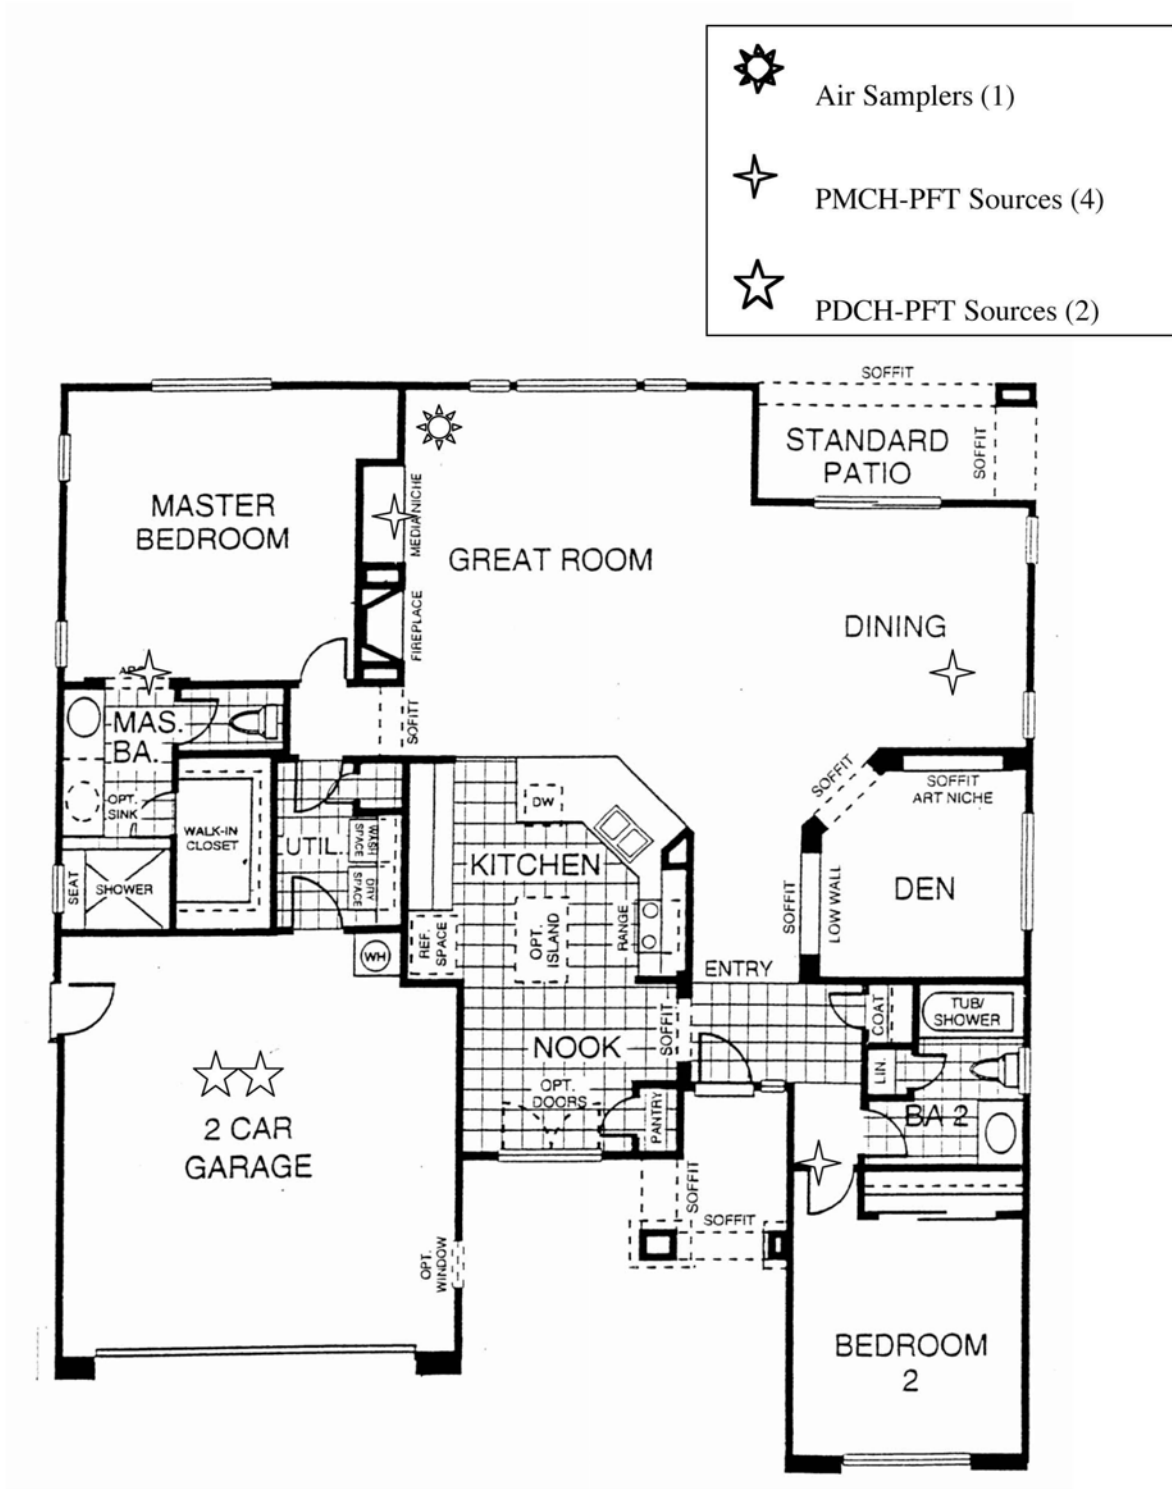 Air Samplers (1)
PMCH-PFT Sources (4)
PDCH-PFT Sources (2)
SOFFIT
STANDARD
PATIO
SOFFIT
MASTER
BEDROOM
MEDIA NICHE
GREAT ROOM
FIREPLACE
DINING
SOFITT
MAS.
BA.
OPT.
SINK
WALK-IN
CLOSET
SEAT
SHOWER
UTIL.
WASH
SPACE
DRY
SPACE
DW
KITCHEN
REF.
SPACE
OPT.
ISLAND
RANGE
SOFFIT
SOFFIT
ART NICHE
DEN
SOFFIT
LOW WALL
WH
ENTRY
COAT
TUB/
SHOWER
NOOK
SOFFIT
OPT.
DOORS
PANTRY
LIN.
BA 2
2 CAR
GARAGE
SOFFIT
SOFFIT
OPT.
WINDOW
BEDROOM
2